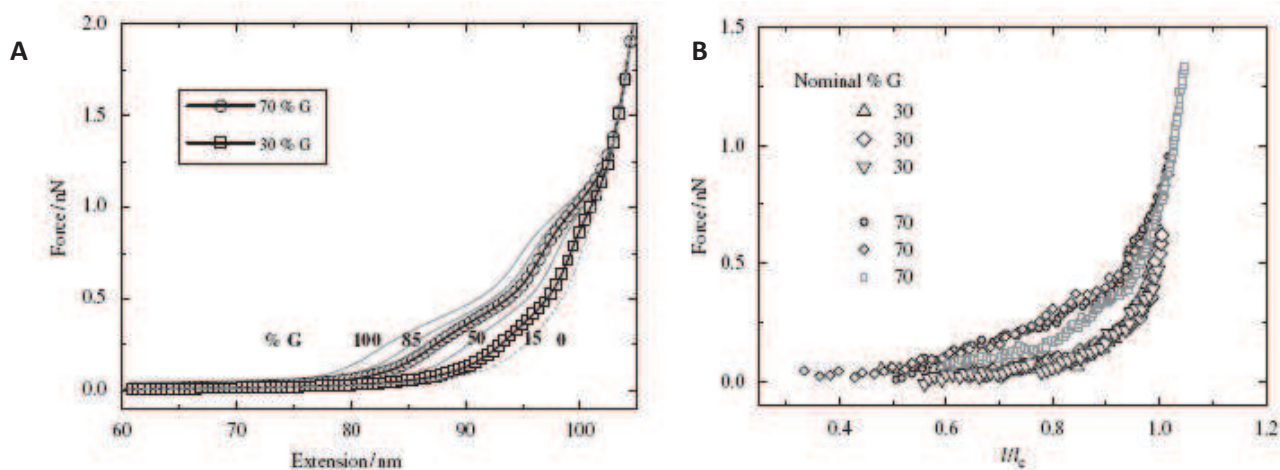 A
2.0
1.5
1.0
0.5
0.0
Force/nN
70 % G
30 % G
% G 100 85 50 15 0
60 70 80 90 100
Extension/nm
B
1.5
1.0
0.5
0.0
Force/nN
Nominal % G
30
30
30
70
70
70
0.4 0.6 0.8 1.0 1.2
l/lc